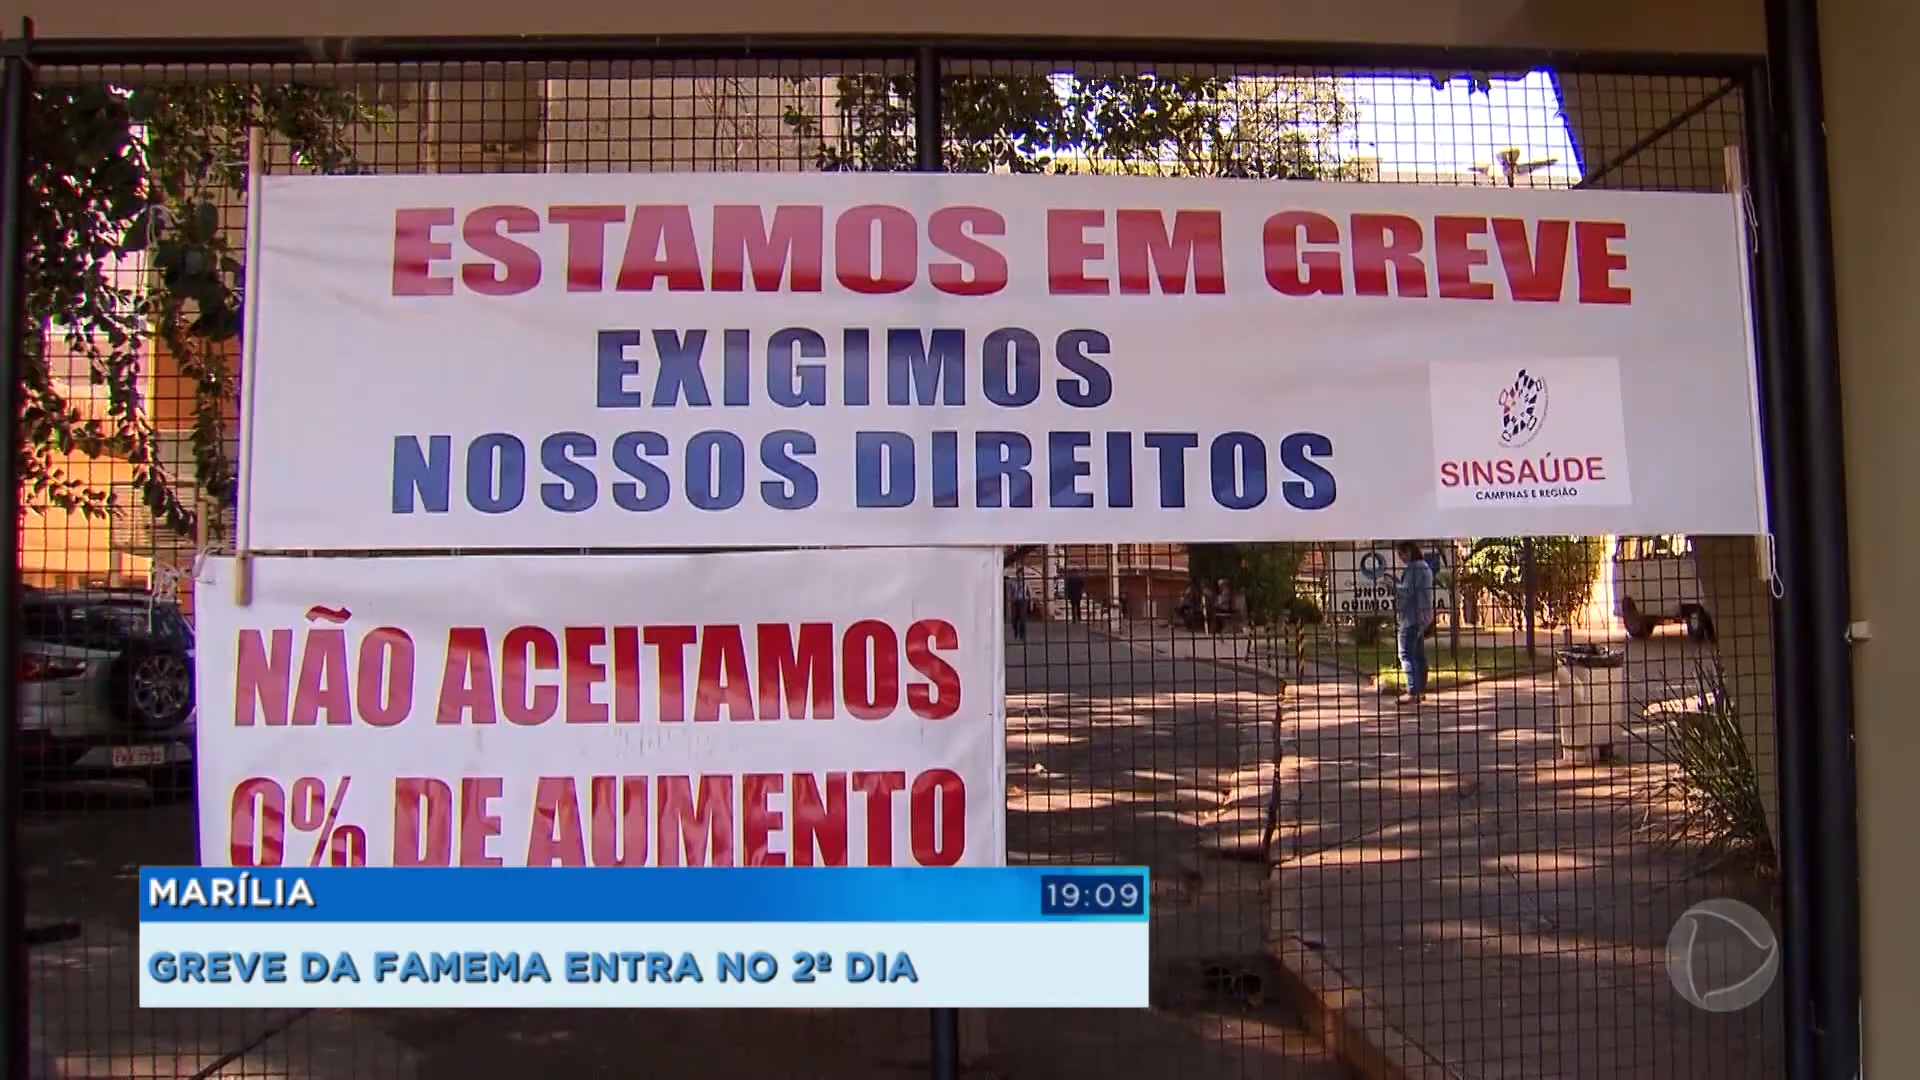 ESTAMOS EM GREVE
EXIGIMOS
NOSSOS DIREITOS
SINSAÚDE
CAMPINAS E REGIÃO
NÃO ACEITAMOS
0% DE AUMENTO
MARÍLIA
19:09
GREVE DA FAMEMA ENTRA NO 2º DIA